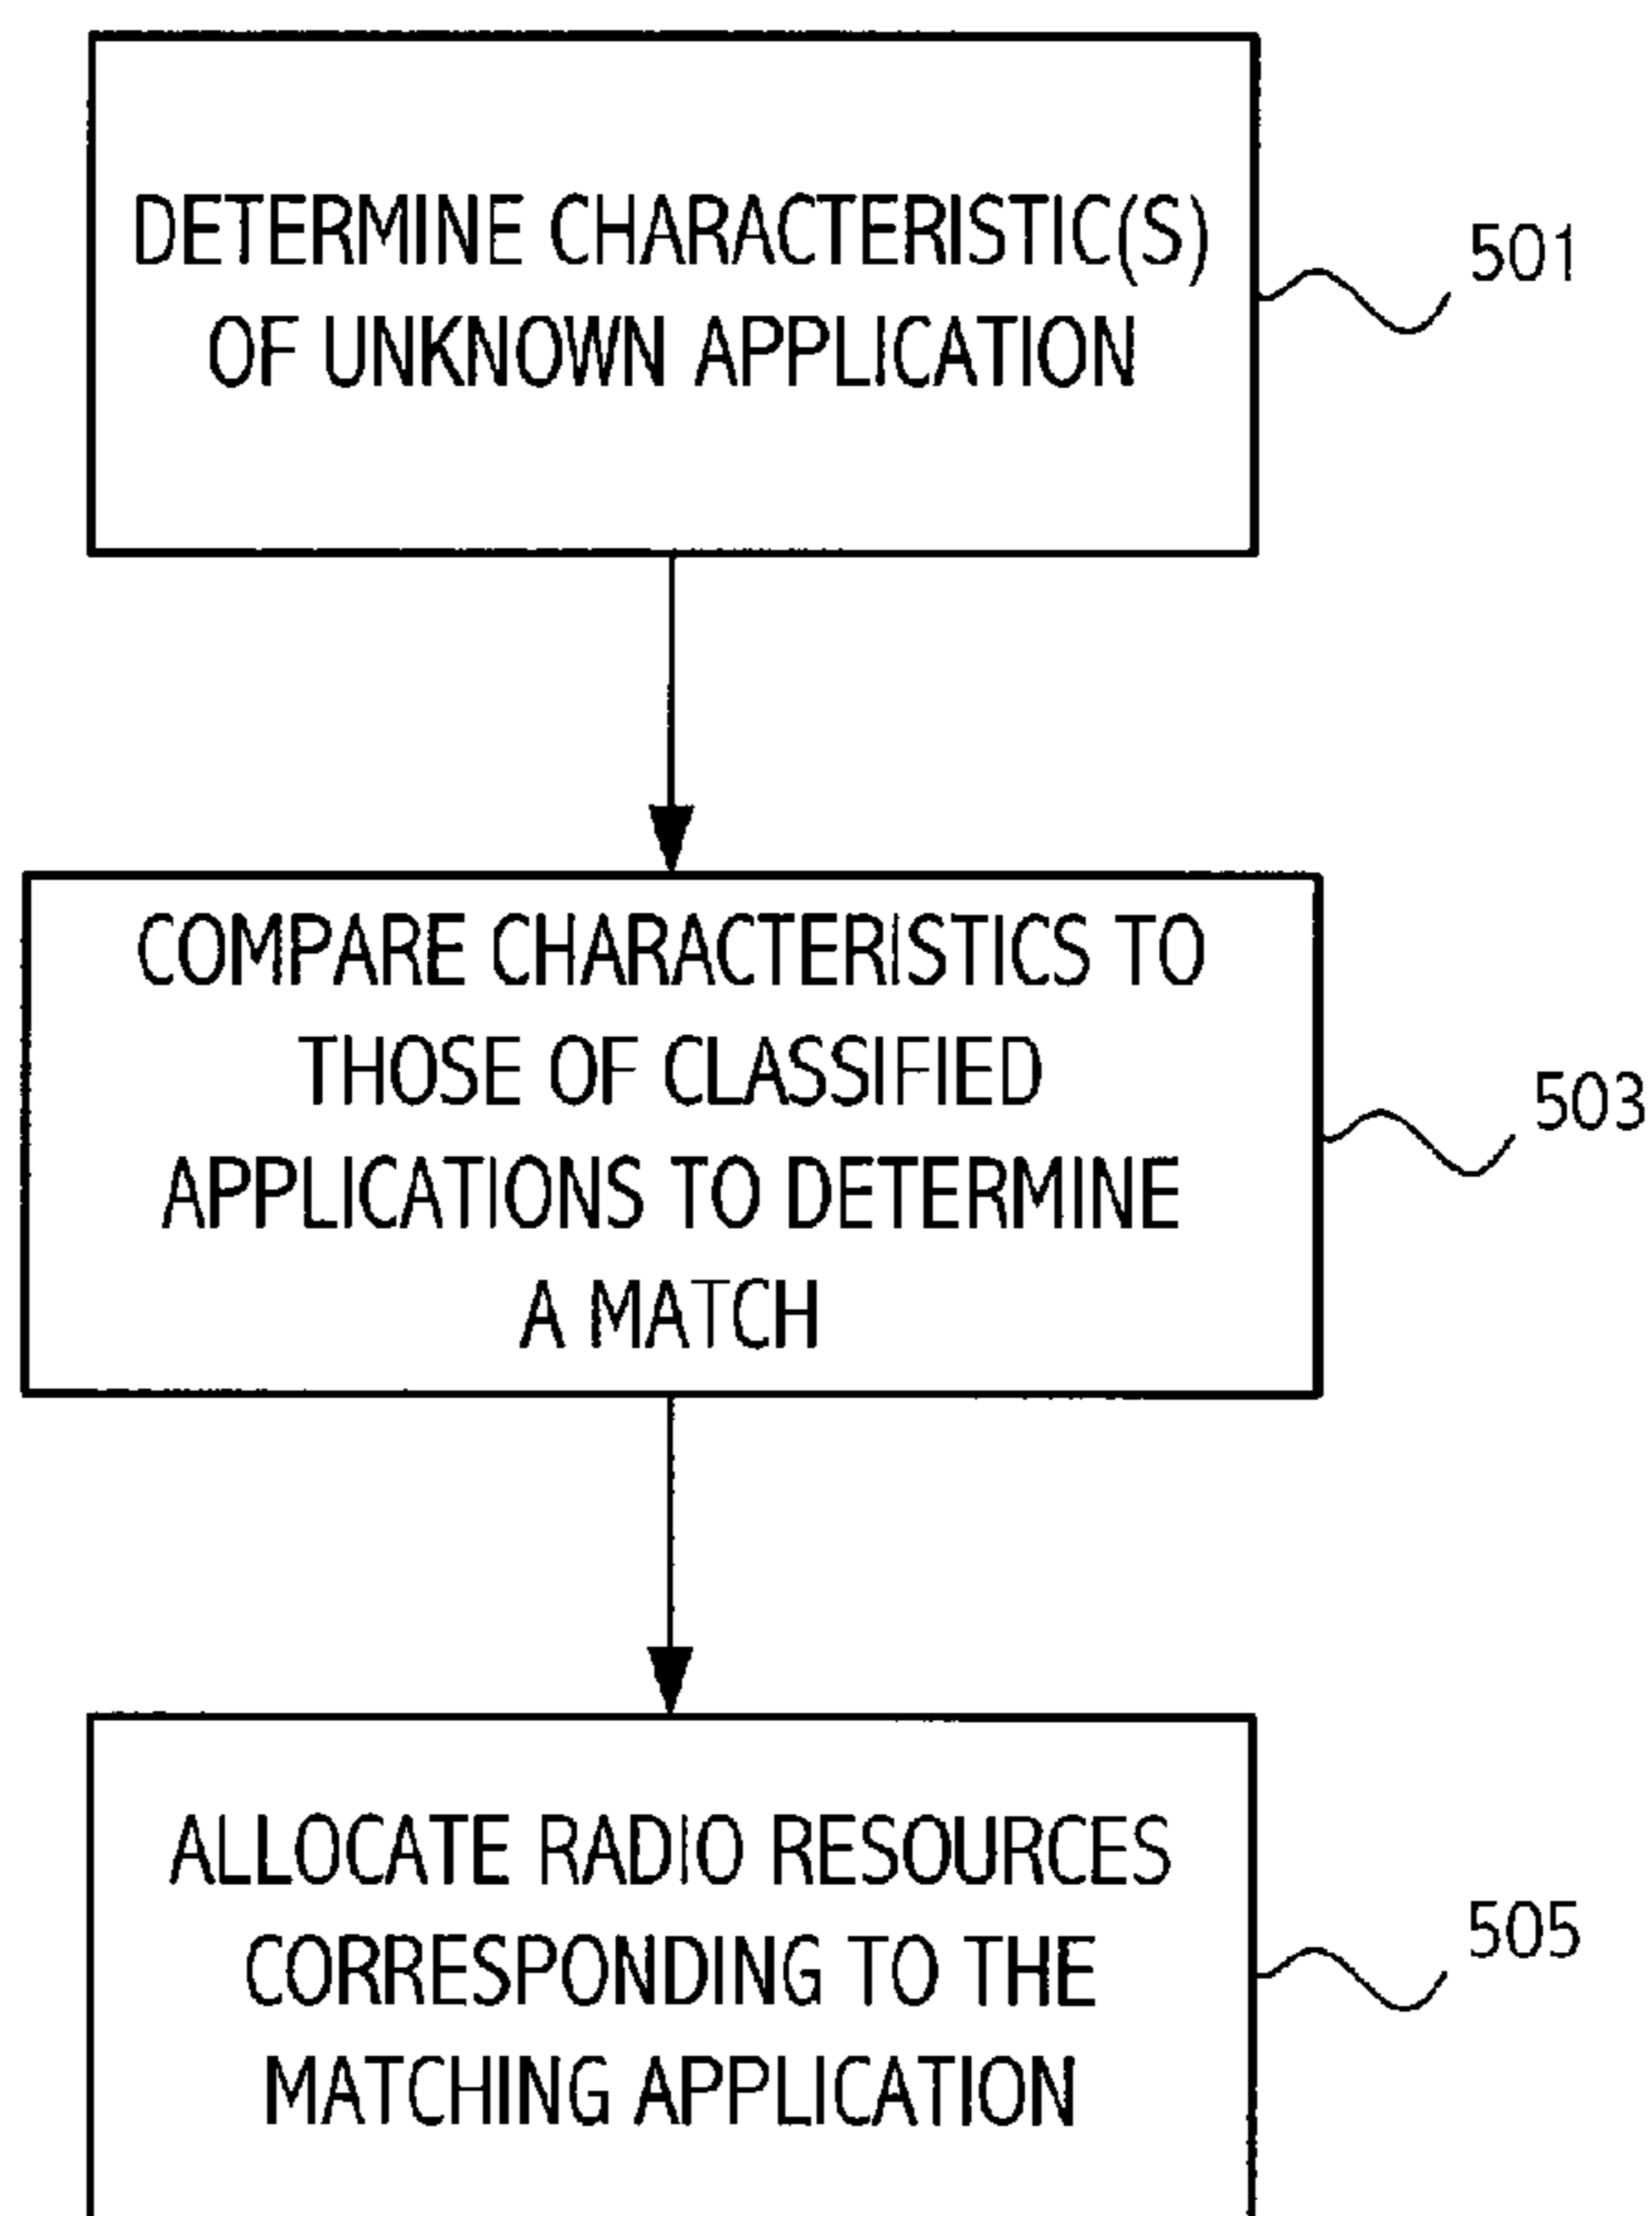 DETERMINE CHARACTERISTIC(S)
OF UNKNOWN APPLICATION
501
COMPARE CHARACTERISTICS TO
THOSE OF CLASSIFIED
APPLICATIONS TO DETERMINE
A MATCH
503
ALLOCATE RADIO RESOURCES
CORRESPONDING TO THE
MATCHING APPLICATION
505